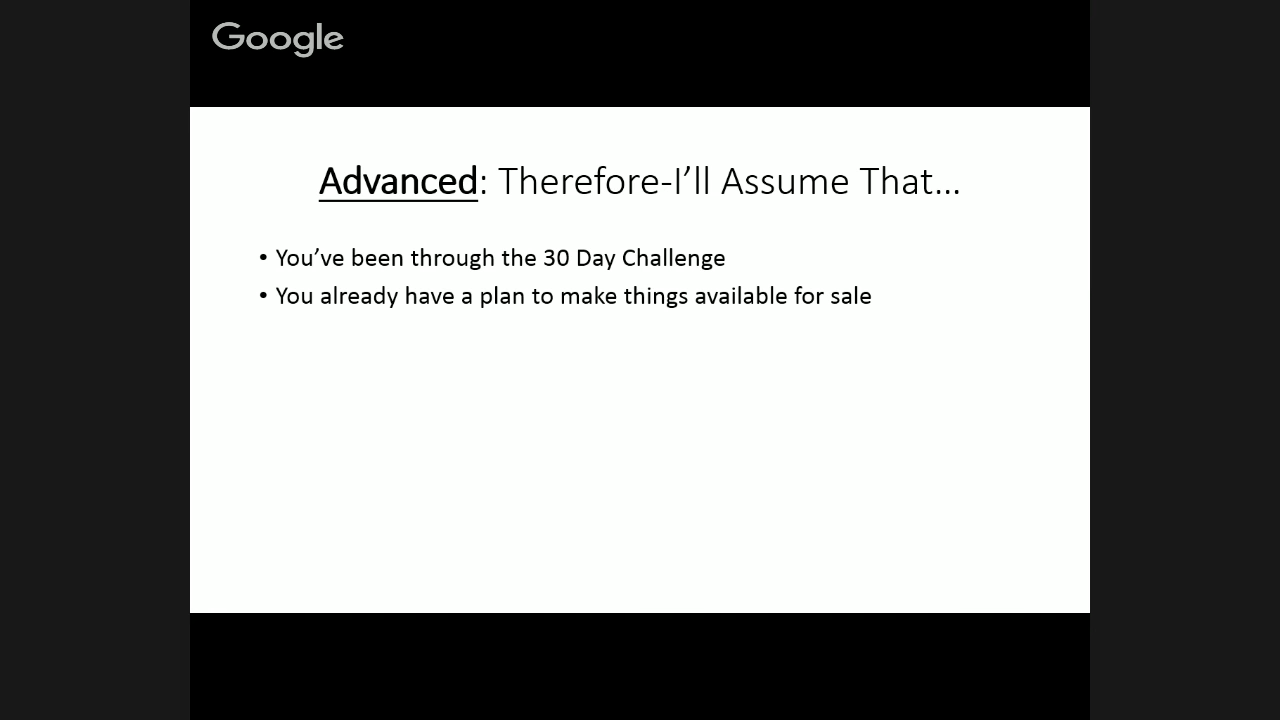 Google
Advanced: Therefore-I’ll Assume That...
• You’ve been through the 30 Day Challenge
• You already have a plan to make things available for sale